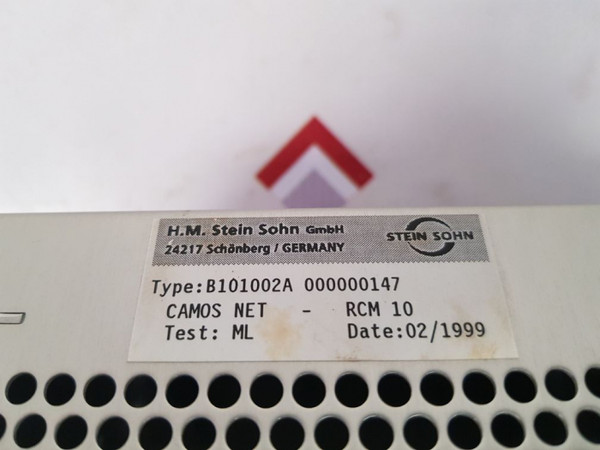 H.M. Stein Sohn GmbH
24217 Schönberg / GERMANY
STEIN SOHN
Type:B101002A 000000147
CAMOS NET - RCM 10
Test: ML Date:02/1999